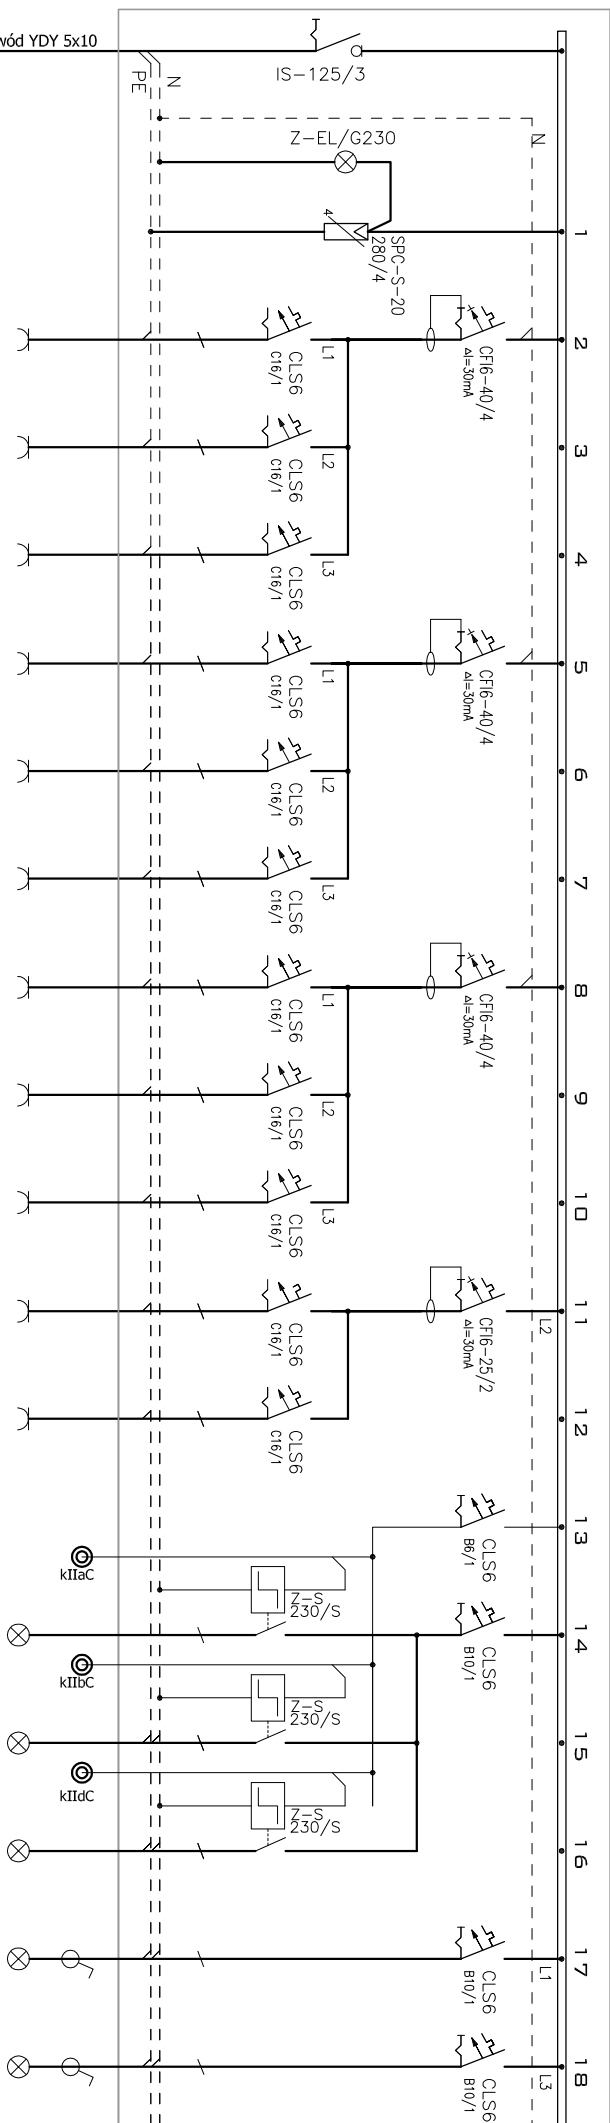 wód YDY 5x10
IS-125/3
PE
N
N
Z-EL/G230
1
4
SPC-S-20
280/4
2
CFI6-40/4
ΔI=30mA
L1
CLS6
C16/1
3
L2
CLS6
C16/1
4
L3
CLS6
C16/1
5
CFI6-40/4
ΔI=30mA
L1
CLS6
C16/1
6
L2
CLS6
C16/1
7
L3
CLS6
C16/1
8
CFI6-40/4
ΔI=30mA
L1
CLS6
C16/1
9
L2
CLS6
C16/1
10
L3
CLS6
C16/1
11
L2
CFI6-25/2
ΔI=30mA
CLS6
C16/1
12
CLS6
C16/1
13
CLS6
B6/1
kIIaC
Z-S
230/S
14
CLS6
B10/1
kIIbC
Z-S
230/S
15
kIIdC
Z-S
230/S
16
17
L1
CLS6
B10/1
18
L3
CLS6
B10/1